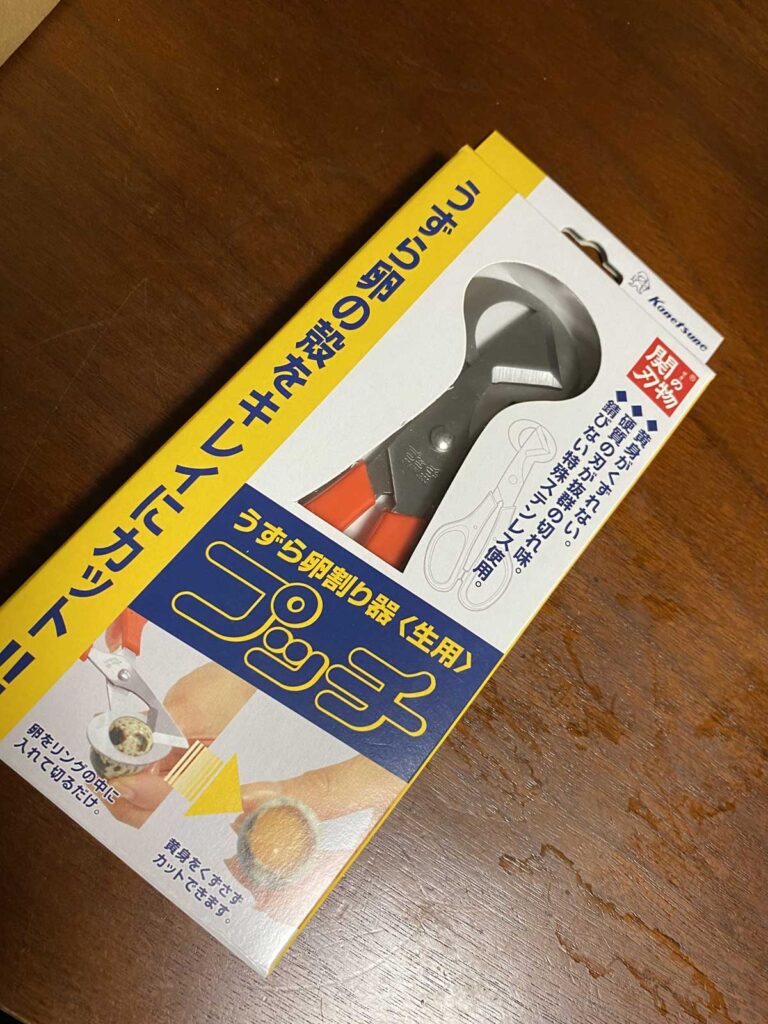 うずら卵の殻をキレイにカット!!
Kanetsune
関の刃物
◆黄身がくずれない。
◆硬質の刃が抜群の切れ味。
◆錆びない特殊ステンレス使用。
うずら卵割り器〈生用〉
プッチ
卵をリングの中に
入れて切るだけ。
黄身をくずさず
カットできます。